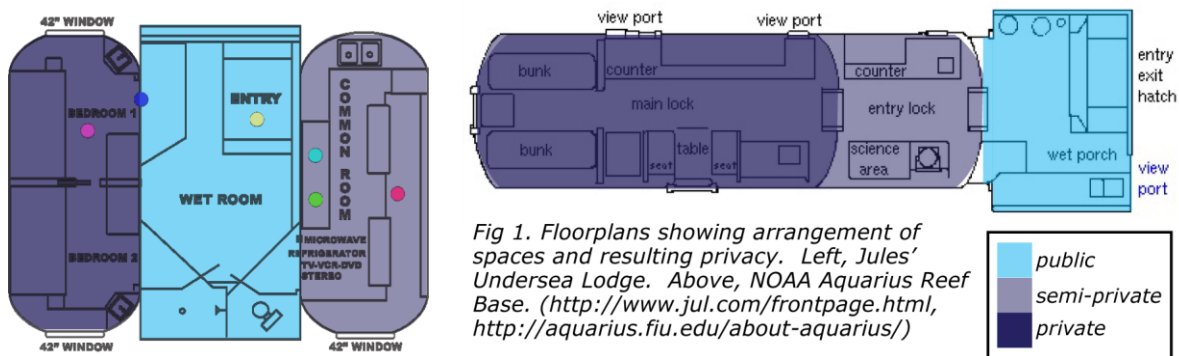 42" WINDOW
BEDROOM 1
ENTRY
COMMON ROOM
WET ROOM
BEDROOM 2
MICROWAVE
REFRIGERATOR
TV-VCR-DVD
STEREO
42" WINDOW
42" WINDOW
view port
view port
bunk
counter
counter
main lock
entry lock
bunk
seat
table
seat
science
area
wet porch
entry
exit
hatch
view
port
Fig 1. Floorplans showing arrangement of
spaces and resulting privacy. Left, Jules'
Undersea Lodge. Above, NOAA Aquarius Reef
Base. (http://www.jul.com/frontpage.html,
http://aquarius.fiu.edu/about-aquarius/)
public
semi-private
private